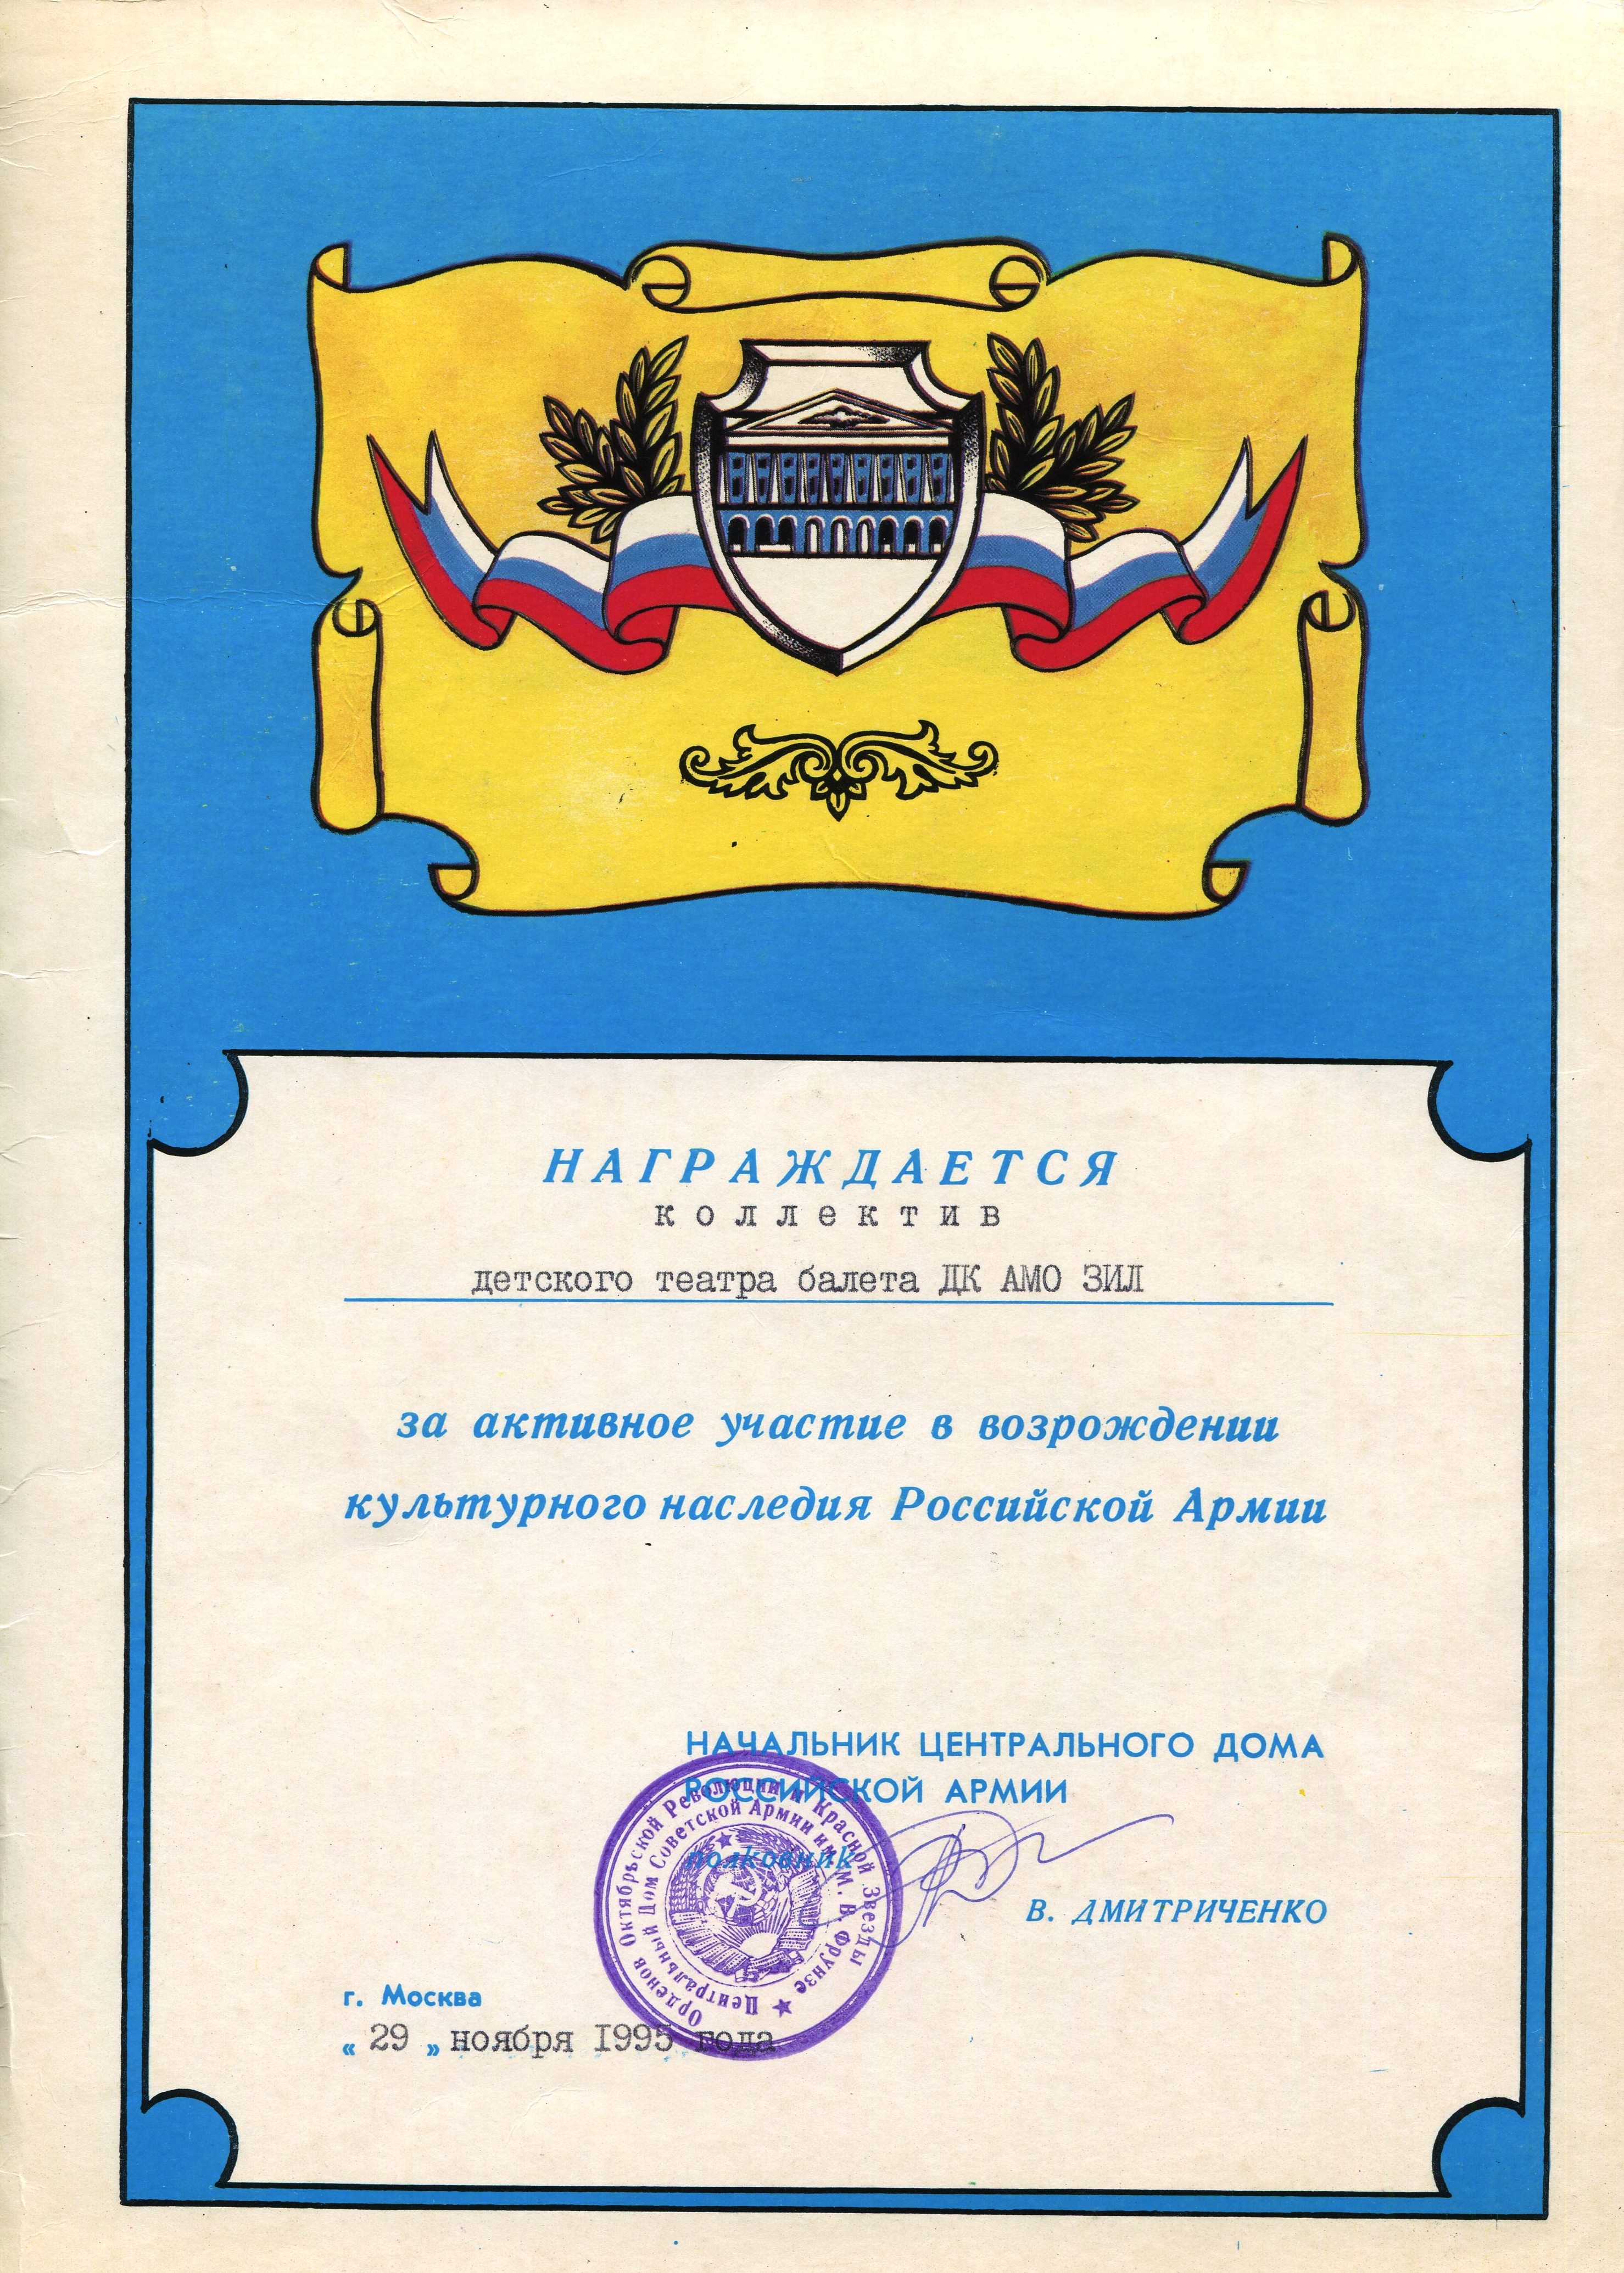 НАГРАЖДАЕТСЯ
коллектив
детского театра балета ДК АМО ЗИЛ
за активное участие в возрождении
культурного наследия Российской Армии
НАЧАЛЬНИК ЦЕНТРАЛЬНОГО ДОМА
РОССИЙСКОЙ АРМИИ
полковник
В. ДМИТРИЧЕНКО
Орденов Октябрьской Революции и Красной Звезды
Центральный Дом Советской Армии им. М. В. Фрунзе ★
г. Москва
« 29 » ноября 1995 года